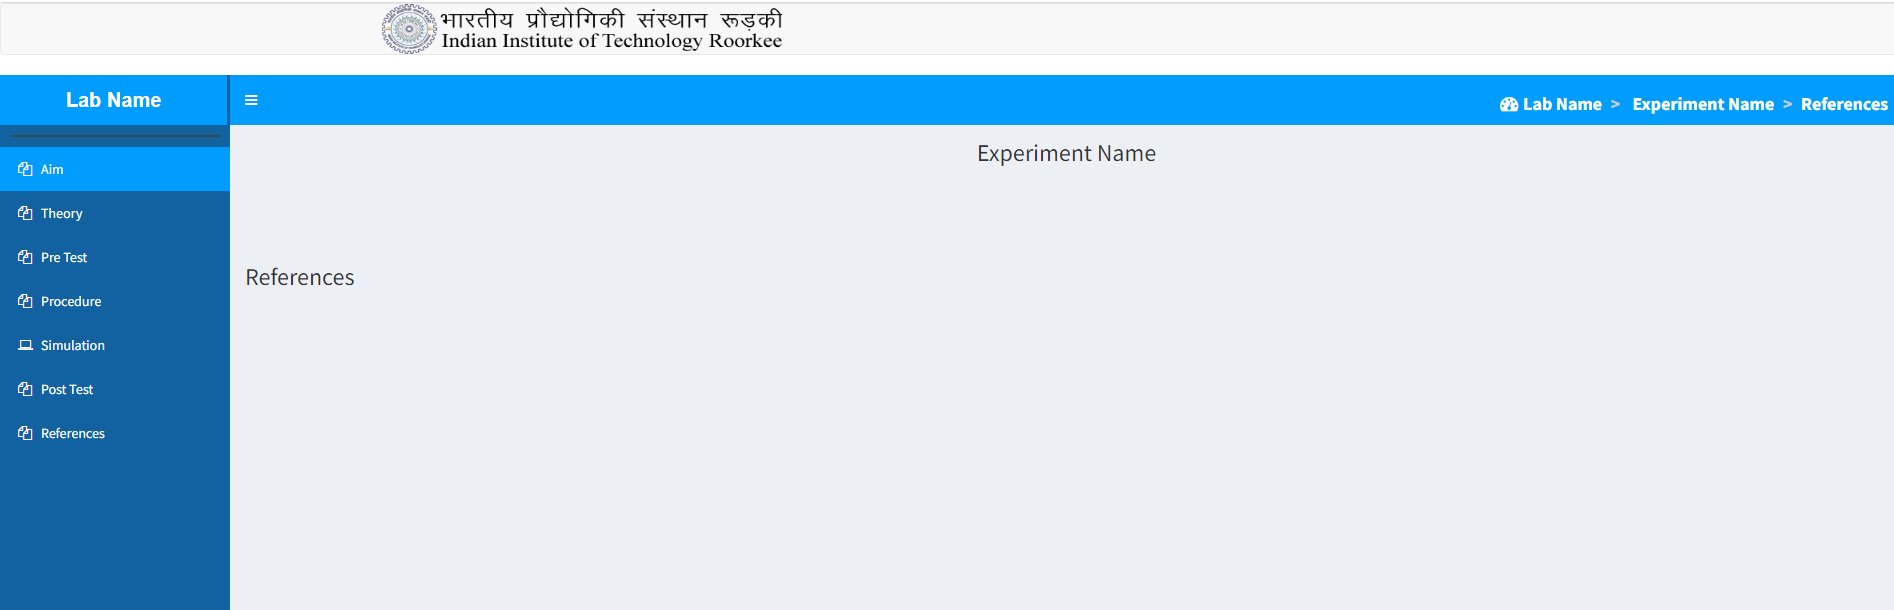 भारतीय प्रौद्योगिकी संस्थान रूड़की
Indian Institute of Technology Roorkee
Lab Name
Lab Name > Experiment Name > References
Aim
Theory
Pre Test
Procedure
Simulation
Post Test
References
Experiment Name
References